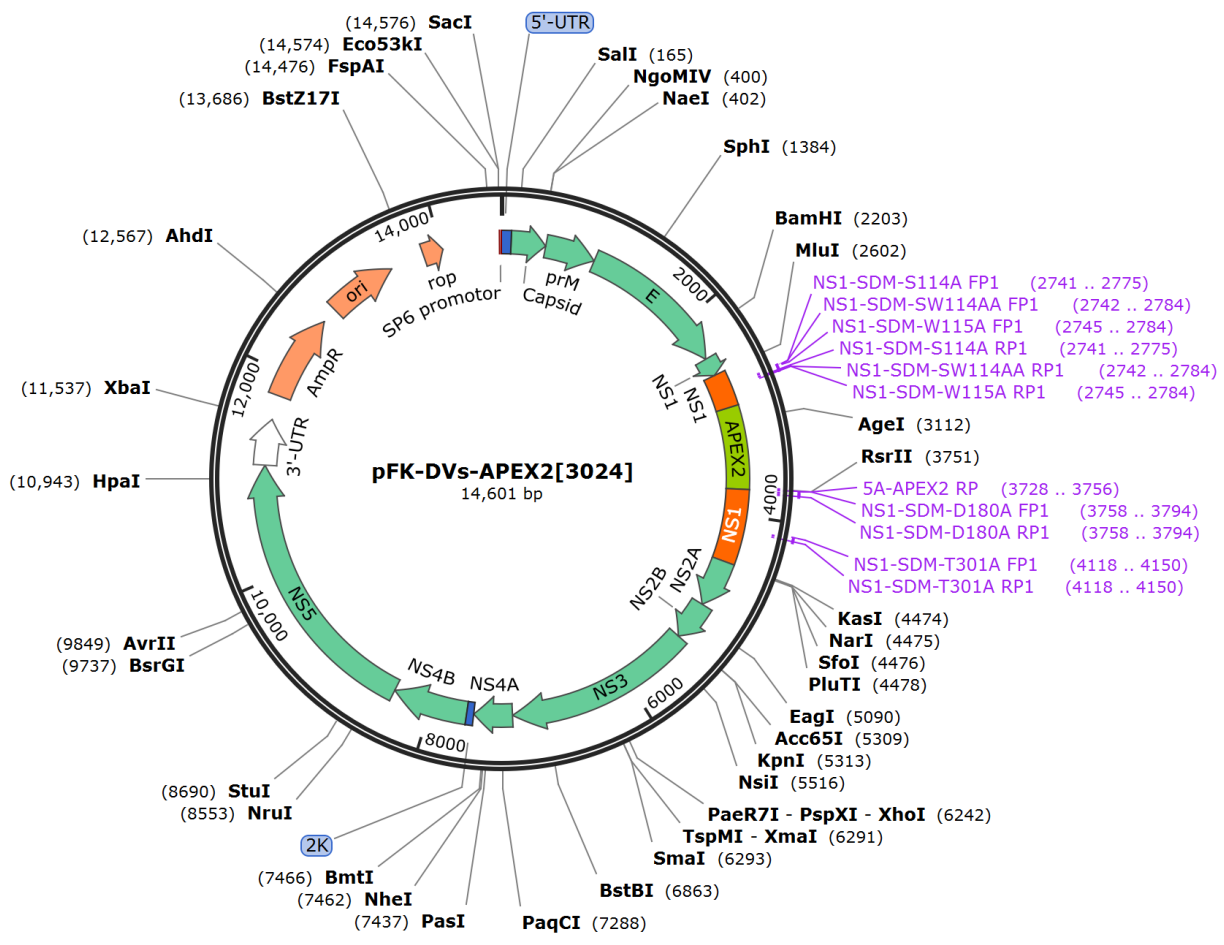 (14,576) SacI
(14,574) Eco53kI
(14,476) FspAI
(13,686) BstZ17I
(12,567) AhdI
(11,537) XbaI
(10,943) HpaI
(9849) AvrII
(9737) BsrGI
(8690) StuI
(8553) NruI
2K
(7466) BmtI
(7462) NheI
(7437) PasI
5'-UTR
SalI (165)
NgoMIV (400)
NaeI (402)
SphI (1384)
BamHI (2203)
MluI (2602)
NS1-SDM-S114A FP1 (2741 .. 2775)
NS1-SDM-SW114AA FP1 (2742 .. 2784)
NS1-SDM-W115A FP1 (2745 .. 2784)
NS1-SDM-S114A RP1 (2741 .. 2775)
NS1-SDM-SW114AA RP1 (2742 .. 2784)
NS1-SDM-W115A RP1 (2745 .. 2784)
AgeI (3112)
RsrII (3751)
5A-APEX2 RP (3728 .. 3756)
NS1-SDM-D180A FP1 (3758 .. 3794)
NS1-SDM-D180A RP1 (3758 .. 3794)
NS1-SDM-T301A FP1 (4118 .. 4150)
NS1-SDM-T301A RP1 (4118 .. 4150)
KasI (4474)
NarI (4475)
SfoI (4476)
PluTI (4478)
EagI (5090)
Acc65I (5309)
KpnI (5313)
NsiI (5516)
PaeR7I - PspXI - XhoI (6242)
TspMI - XmaI (6291)
SmaI (6293)
BstBI (6863)
PaqCI (7288)
2000
4000
6000
8000
10,000
12,000
14,000
SP6 promotor
Capsid
prM
E
NS1
NS1
APEX2
NS1
NS2A
NS2B
NS3
NS4A
NS4B
NS5
3'-UTR
AmpR
ori
rop
pFK-DVs-APEX2[3024]
14,601 bp